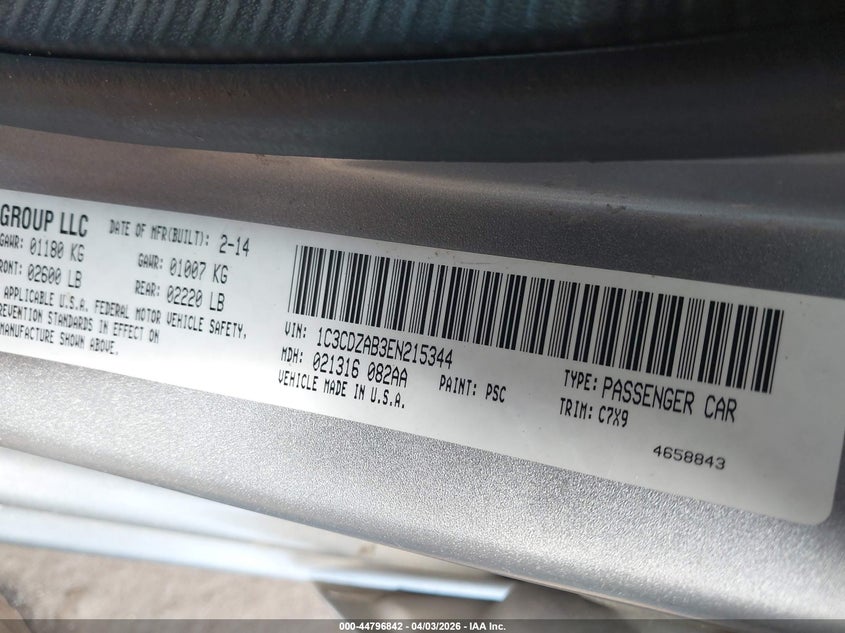 GROUP LLC
DATE OF MFR(BUILT): 2-14
GAWR: 01180 KG
GAWR: 01007 KG
FRONT: 02600 LB
REAR: 02220 LB
APPLICABLE U.S.A. FEDERAL MOTOR VEHICLE SAFETY,
PREVENTION STANDARDS IN EFFECT ON
MANUFACTURE SHOWN ABOVE.
VIN: 1C3CDZAB3EN215344
MDH: 021316 082AA
PAINT: PSC
TYPE: PASSENGER CAR
VEHICLE MADE IN U.S.A.
TRIM: C7X9
4658843
000-44796842 - 04/03/2026 - IAA Inc.